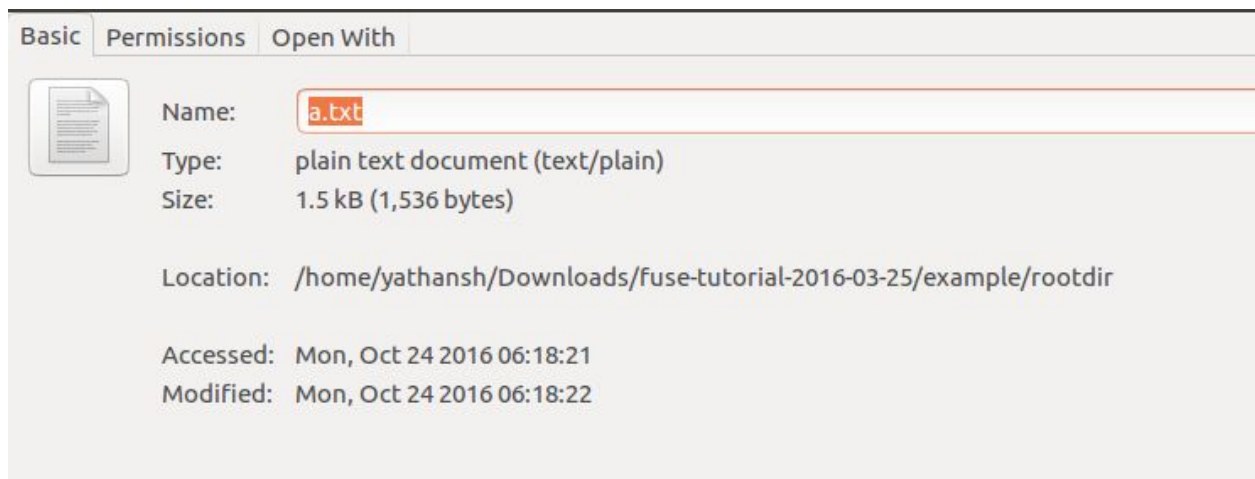 Basic Permissions Open With
Name: a.txt
Type: plain text document (text/plain)
Size: 1.5 kB (1,536 bytes)
Location: /home/yathansh/Downloads/fuse-tutorial-2016-03-25/example/rootdir
Accessed: Mon, Oct 24 2016 06:18:21
Modified: Mon, Oct 24 2016 06:18:22